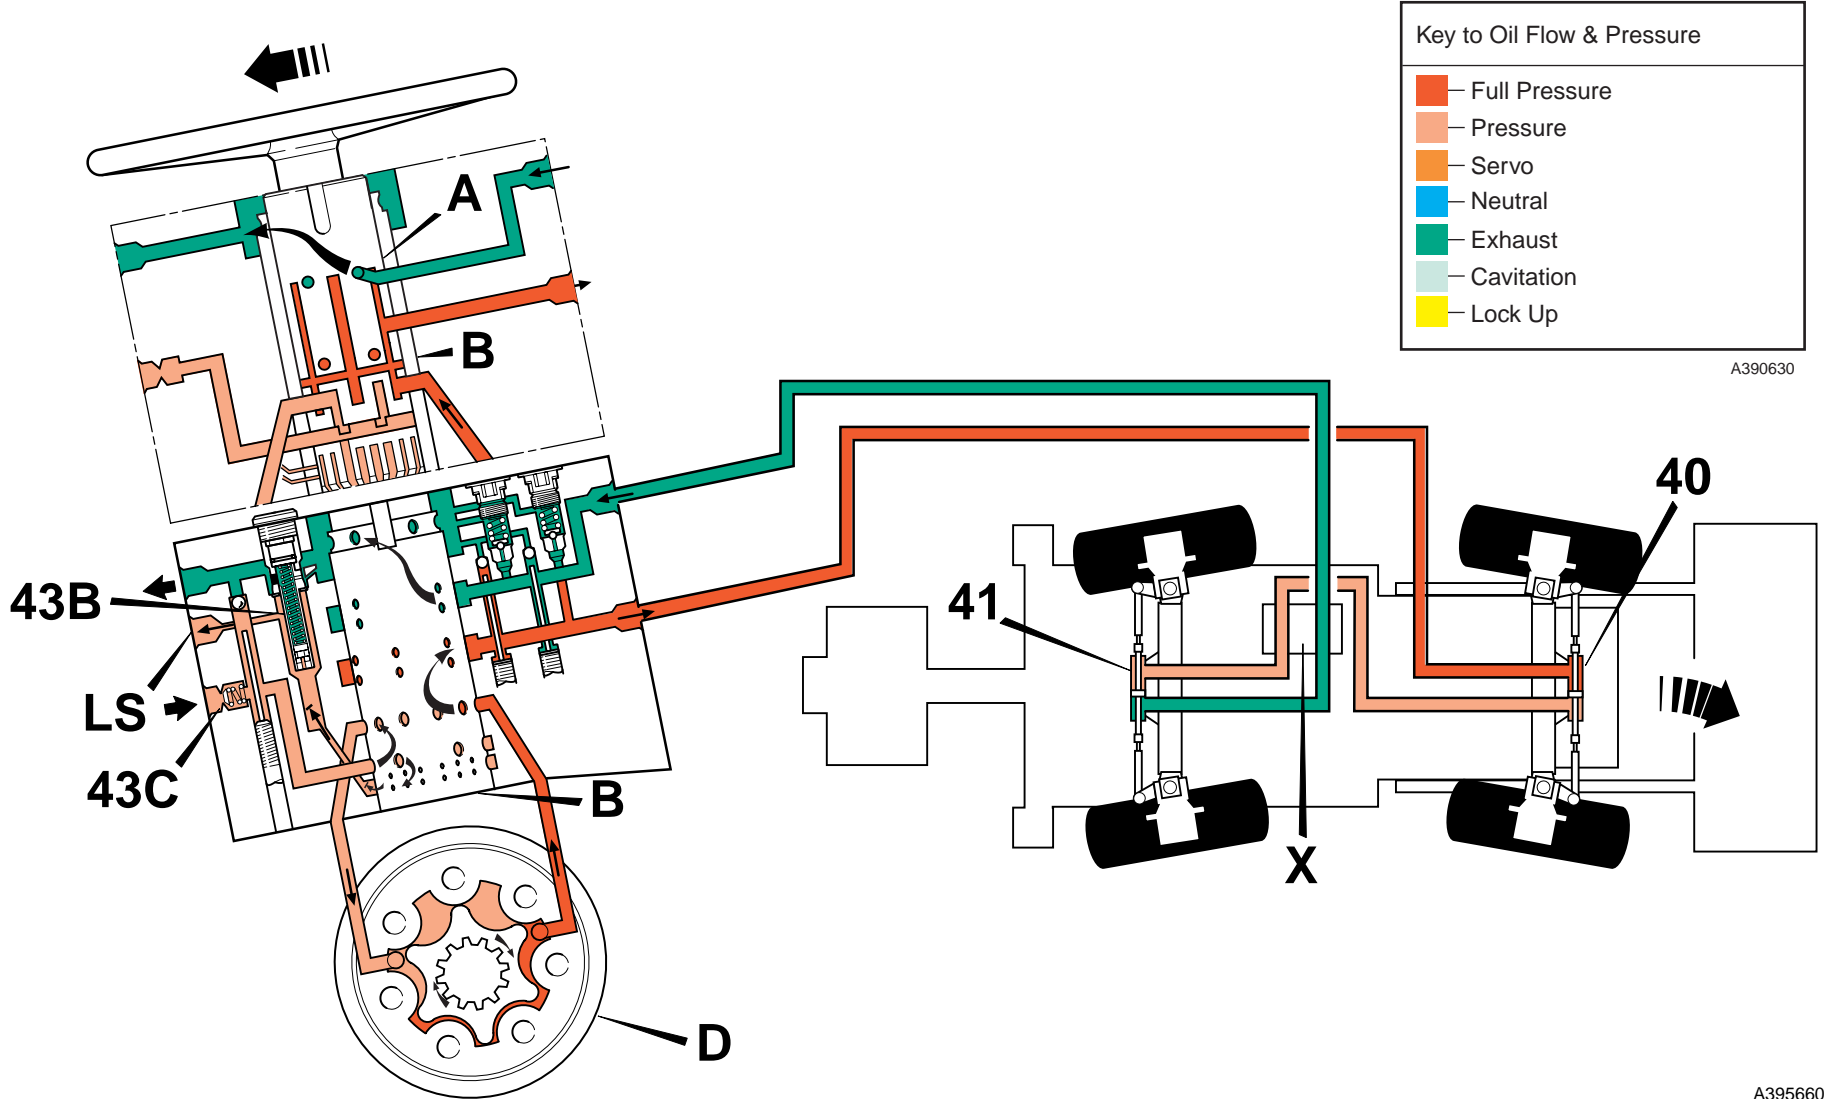 Key to Oil Flow & Pressure
Full Pressure
Pressure
Servo
Neutral
Exhaust
Cavitation
Lock Up
A390630
A
B
40
43B
41
LS
43C
B
X
D
A395660